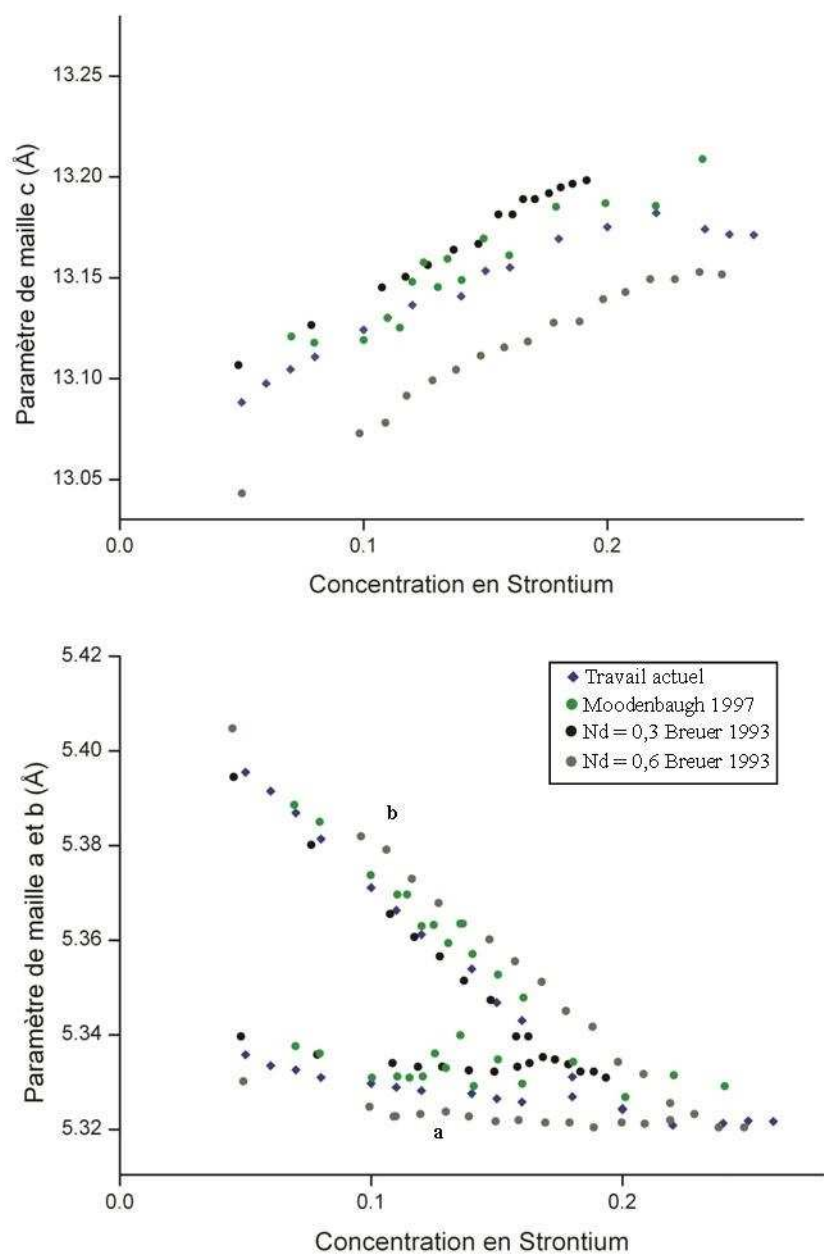 13.25
13.20
13.15
13.10
13.05
Paramètre de maille c (Å)
0.0
0.1
0.2
Concentration en Strontium
5.42
5.40
5.38
5.36
5.34
5.32
Paramètre de maille a et b (Å)
Travail actuel
Moodenbaugh 1997
Nd = 0,3 Breuer 1993
Nd = 0,6 Breuer 1993
b
a
0.0
0.1
0.2
Concentration en Strontium